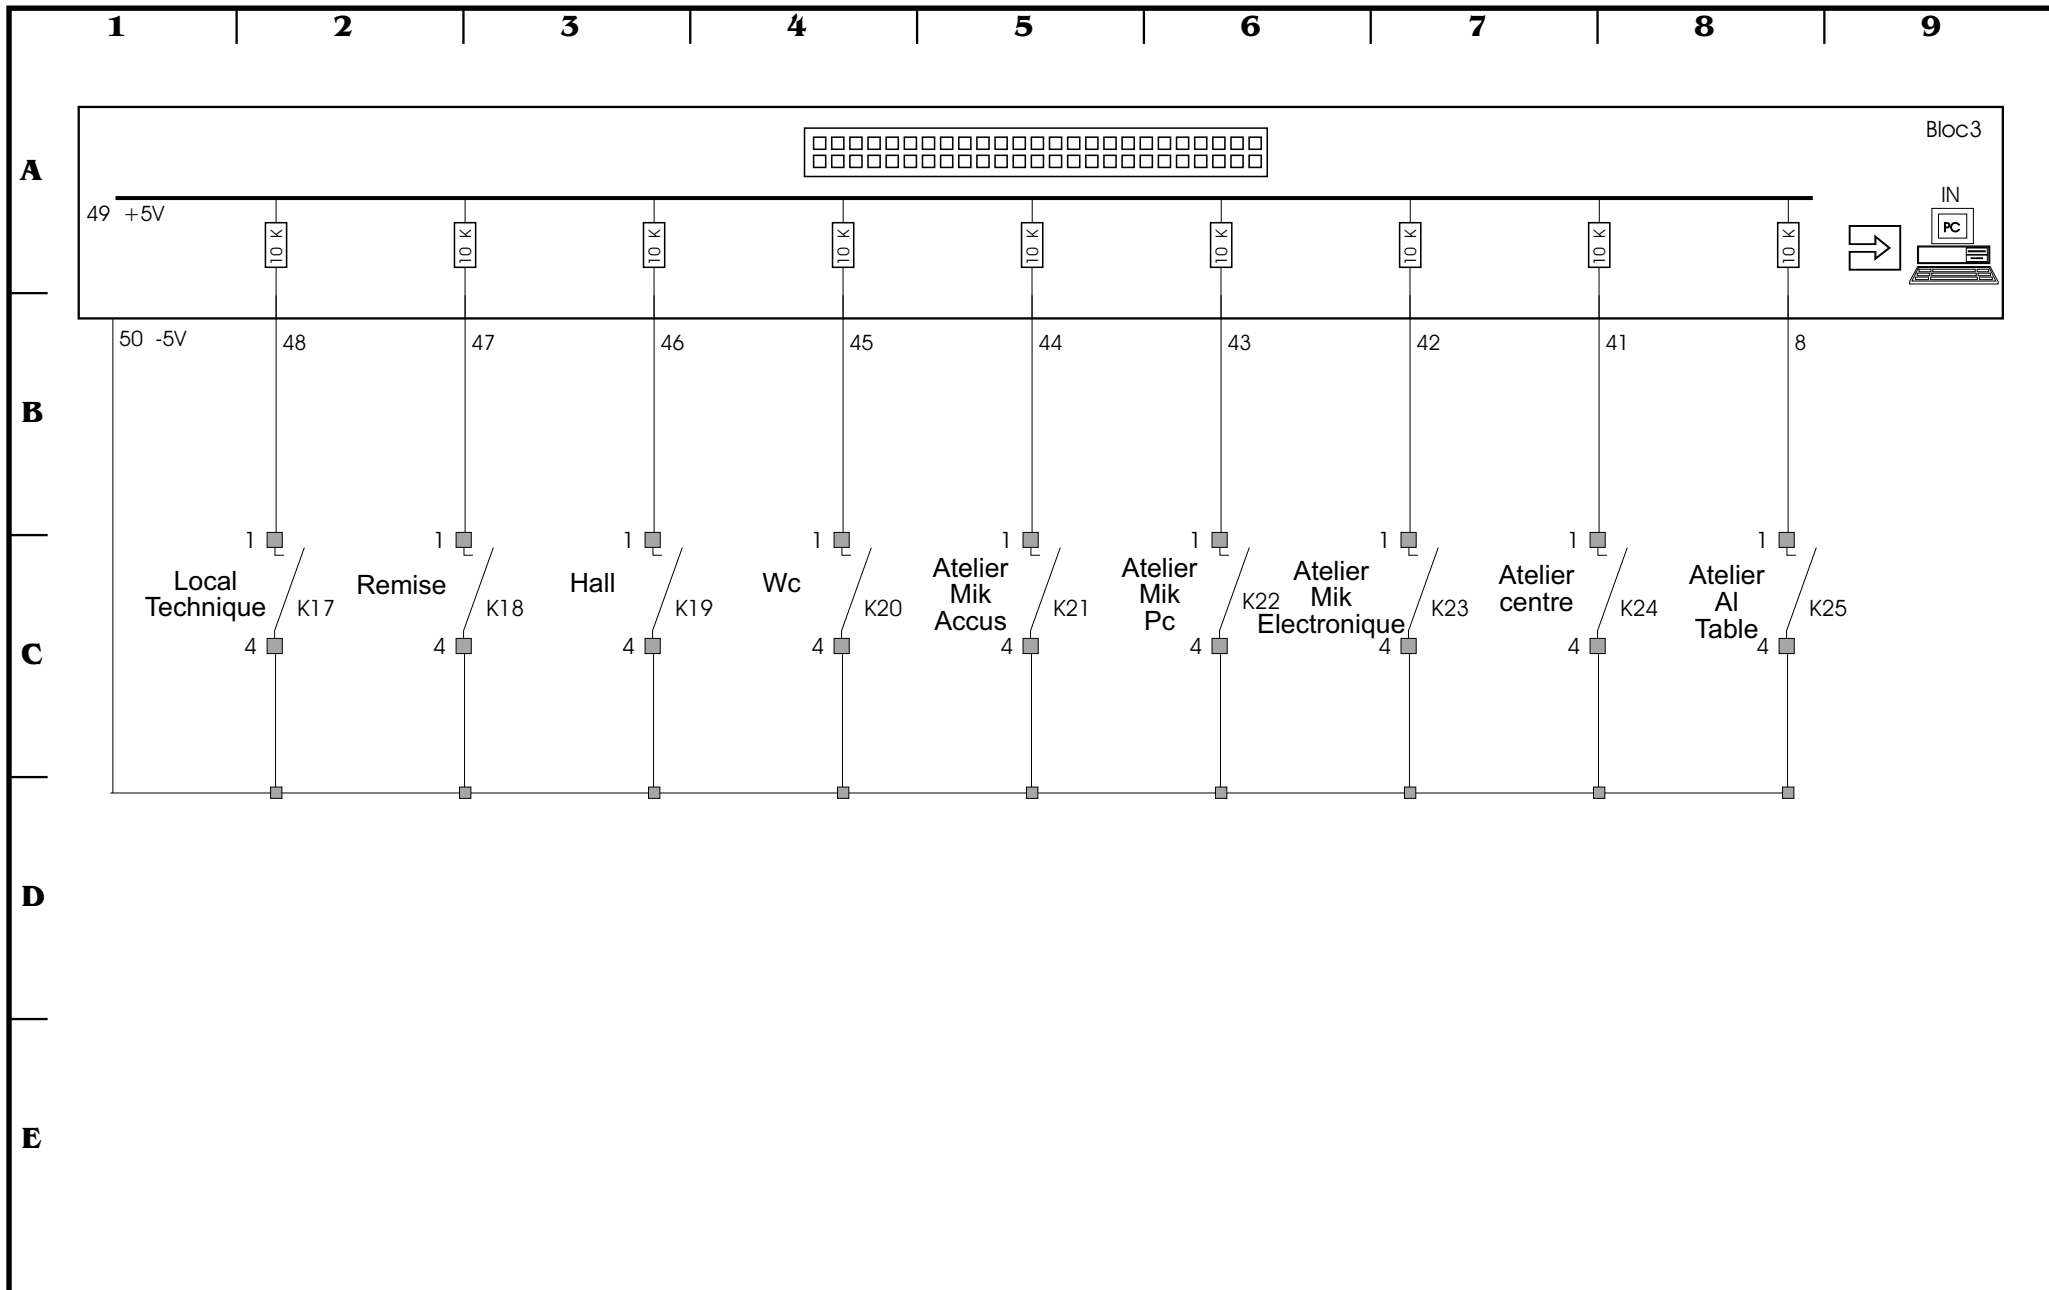 1 2 3 4 5 6 7 8 9
A
Bloc3
IN
PC
49 +5V
10 K 10 K 10 K 10 K 10 K 10 K 10 K 10 K 10 K
50 -5V 48 47 46 45 44 43 42 41 8
B
1 1 1 1 1 1 1 1 1
Local
Technique
K17
Remise
K18
Hall
K19
Wc
K20
Atelier
Mik
Accus
K21
Atelier
Mik
Pc
K22
Atelier
Mik
Electronique
K23
Atelier
centre
K24
Atelier
Al
Table
K25
4 4 4 4 4 4 4 4 4
C
D
E